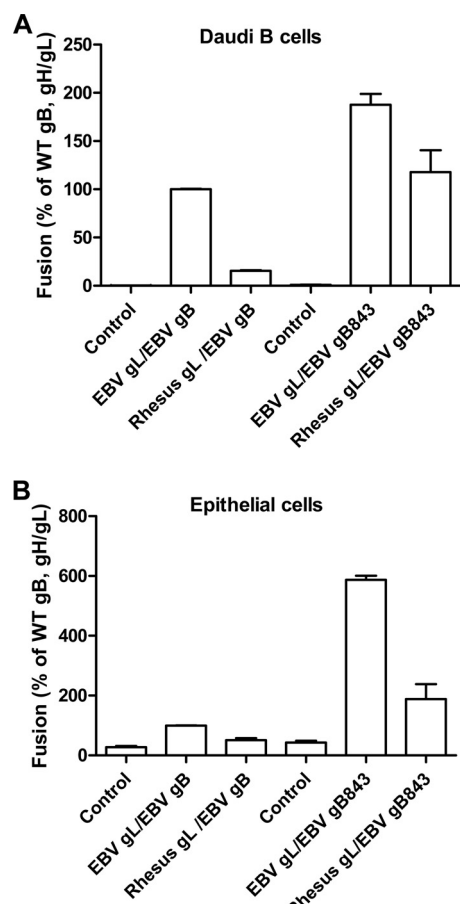 A
Daudi B cells
Fusion (% of WT gB, gH/gL)
250
200
150
100
50
0
Control
EBV gL/EBV gB
Rhesus gL /EBV gB
Control
EBV gL/EBV gB843
Rhesus gL/EBV gB843
B
Epithelial cells
Fusion (% of WT gB, gH/gL)
800
600
400
200
0
Control
EBV gL/EBV gB
Rhesus gL /EBV gB
Control
EBV gL/EBV gB843
Rhesus gL/EBV gB843